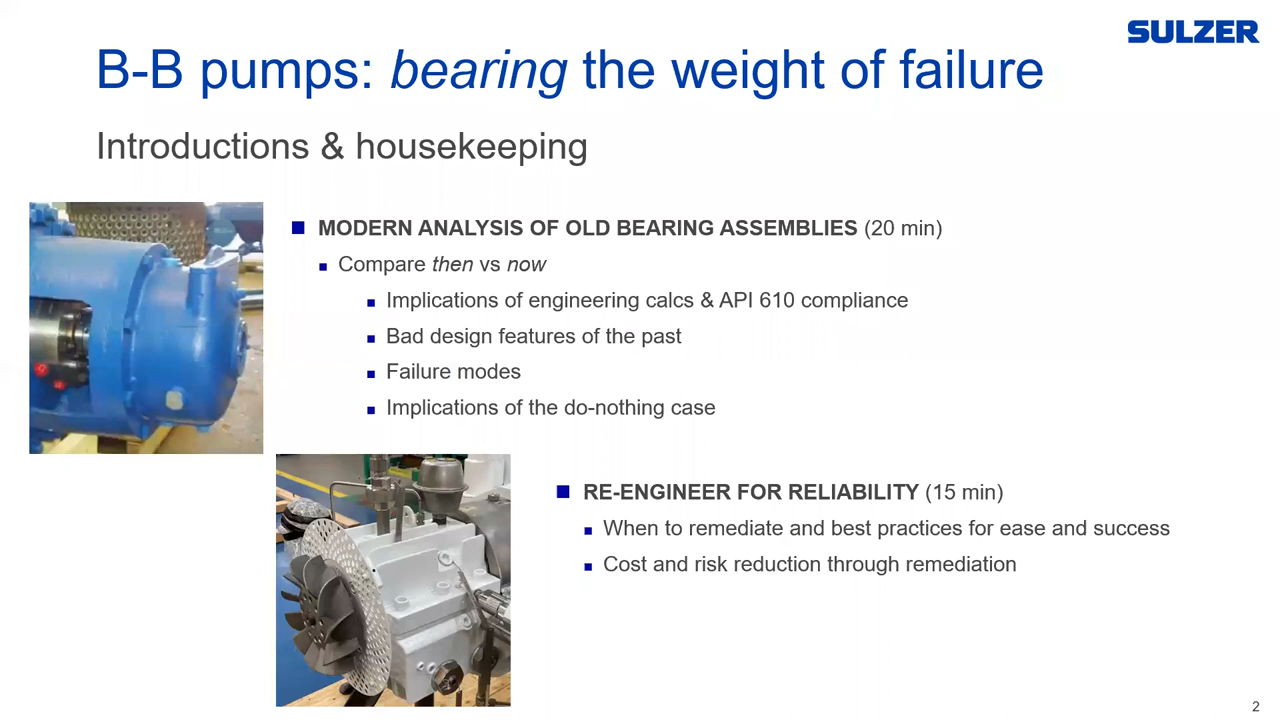 SULZER
B-B pumps: bearing the weight of failure
Introductions & housekeeping
MODERN ANALYSIS OF OLD BEARING ASSEMBLIES (20 min)
Compare then vs now
Implications of engineering calcs & API 610 compliance
Bad design features of the past
Failure modes
Implications of the do-nothing case
RE-ENGINEER FOR RELIABILITY (15 min)
When to remediate and best practices for ease and success
Cost and risk reduction through remediation
2